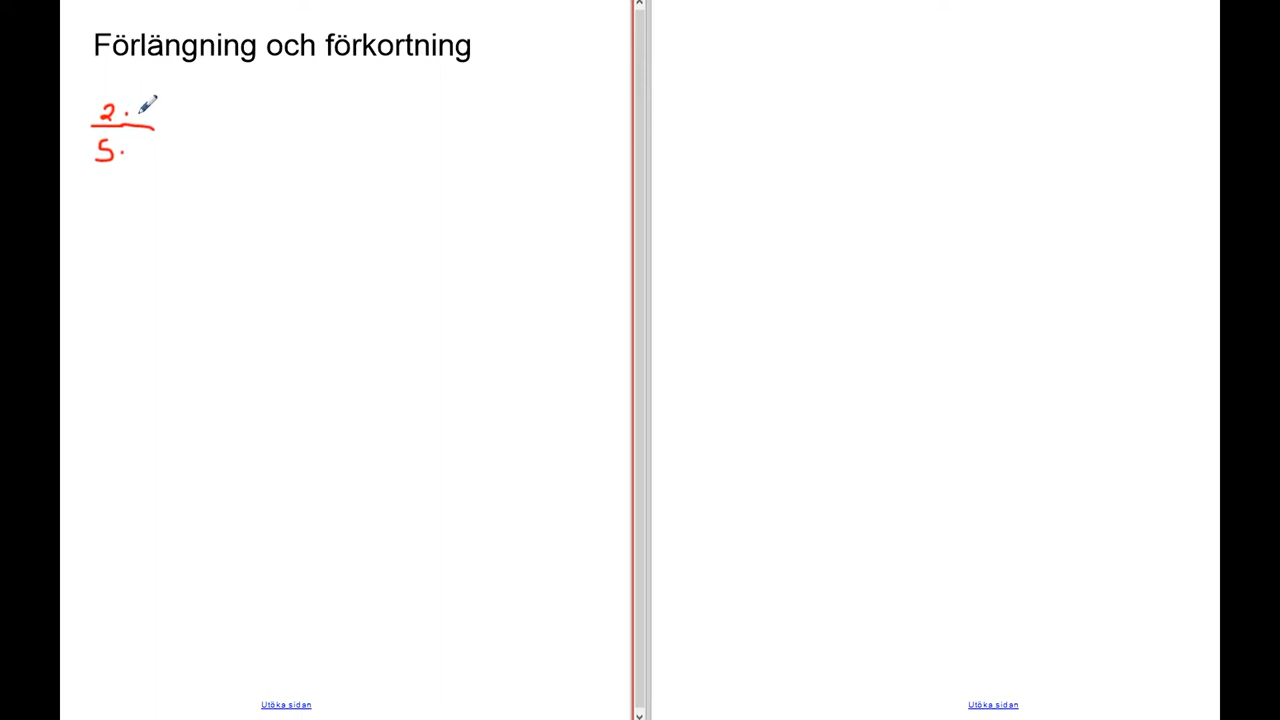 Förlängning och förkortning
2 ·
5 ·
Utöka sidan
Utöka sidan